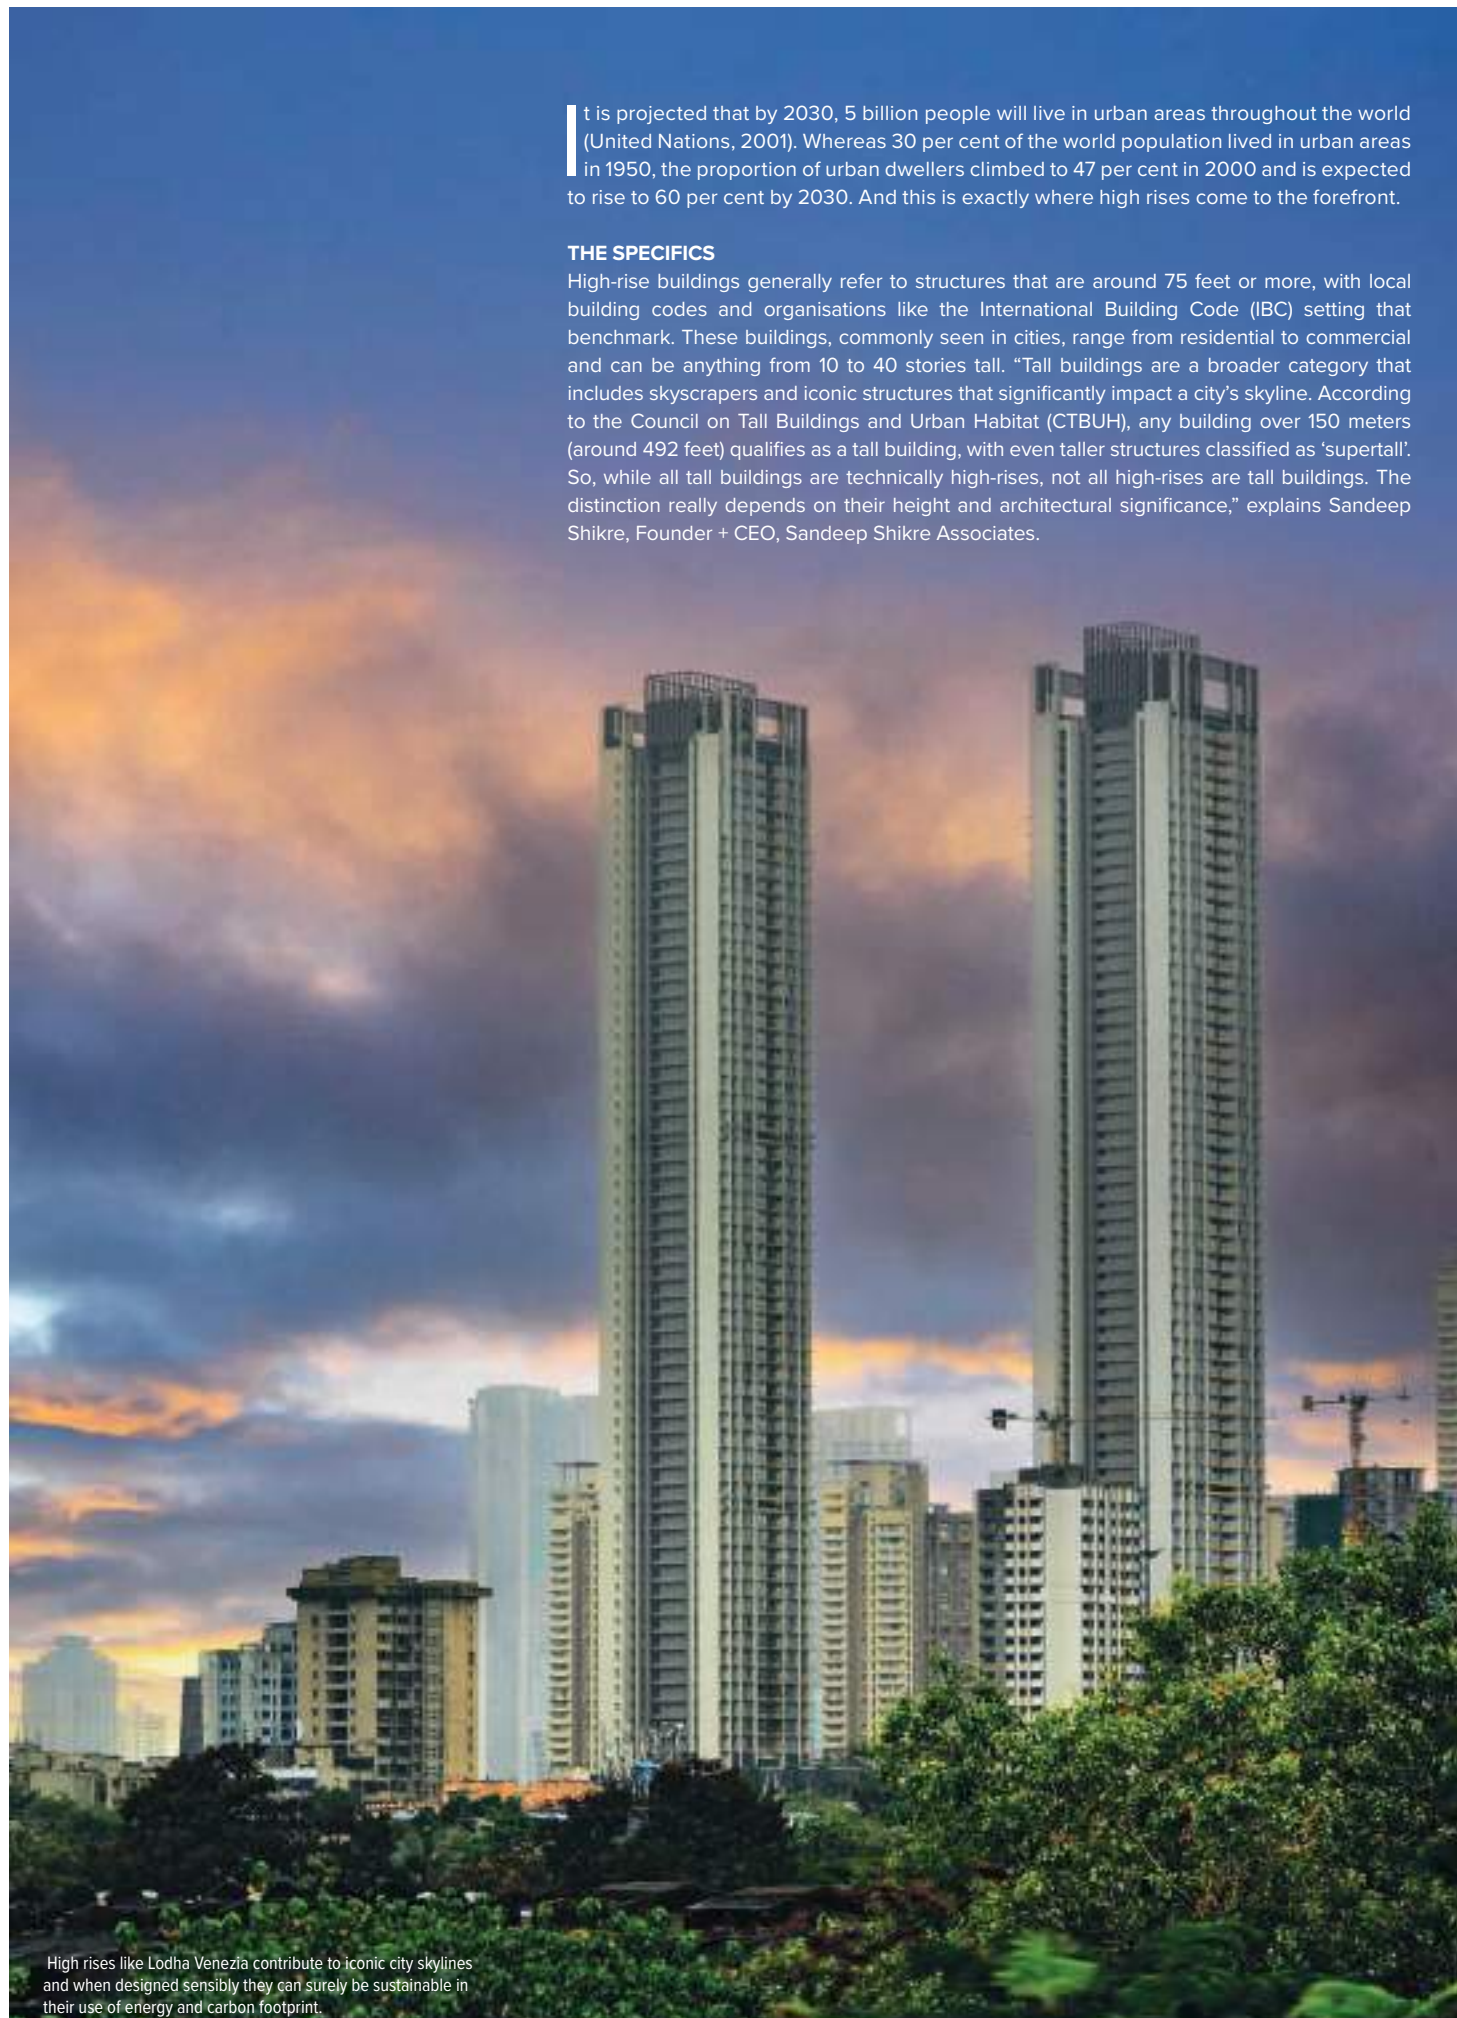 It is projected that by 2030, 5 billion people will live in urban areas throughout the world
(United Nations, 2001). Whereas 30 per cent of the world population lived in urban areas
in 1950, the proportion of urban dwellers climbed to 47 per cent in 2000 and is expected
to rise to 60 per cent by 2030. And this is exactly where high rises come to the forefront.
THE SPECIFICS
High-rise buildings generally refer to structures that are around 75 feet or more, with local
building codes and organisations like the International Building Code (IBC) setting that
benchmark. These buildings, commonly seen in cities, range from residential to commercial
and can be anything from 10 to 40 stories tall. “Tall buildings are a broader category that
includes skyscrapers and iconic structures that significantly impact a city’s skyline. According
to the Council on Tall Buildings and Urban Habitat (CTBUH), any building over 150 meters
(around 492 feet) qualifies as a tall building, with even taller structures classified as ‘supertall’.
So, while all tall buildings are technically high-rises, not all high-rises are tall buildings. The
distinction really depends on their height and architectural significance,” explains Sandeep
Shikre, Founder + CEO, Sandeep Shikre Associates.
High rises like Lodha Venezia contribute to iconic city skylines
and when designed sensibly they can surely be sustainable in
their use of energy and carbon footprint.